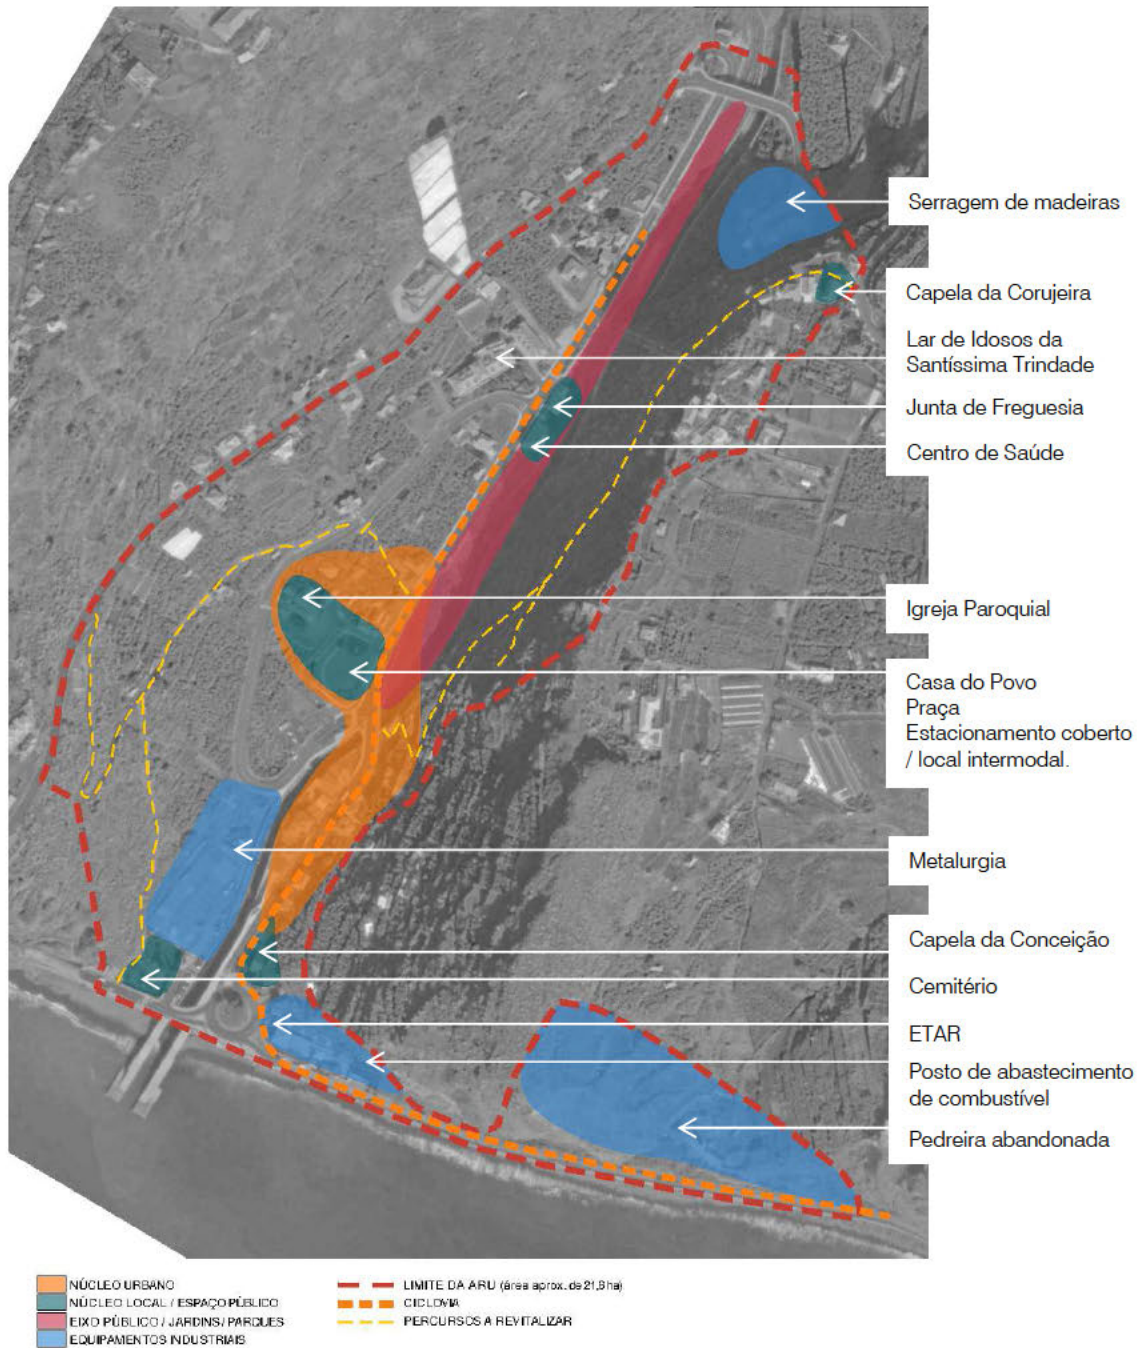 Serragem de madeiras
Capela da Corujeira
Lar de Idosos da
Santíssima Trindade
Junta de Freguesia
Centro de Saúde
Igreja Paroquial
Casa do Povo
Praça
Estacionamento coberto
/ local intermodal.
Metalurgia
Capela da Conceição
Cemitério
ETAR
Posto de abastecimento
de combustível
Pedreira abandonada
NÚCLEO URBANO
NÚCLEO LOCAL / ESPAÇO PÚBLICO
EIXO PÚBLICO / JARDINS / PARQUES
EQUIPAMENTOS INDUSTRIAIS
LIMITE DA ARU (área aprox. de 21,8 ha)
CICLOVIA
PERCURSOS A REVITALIZAR